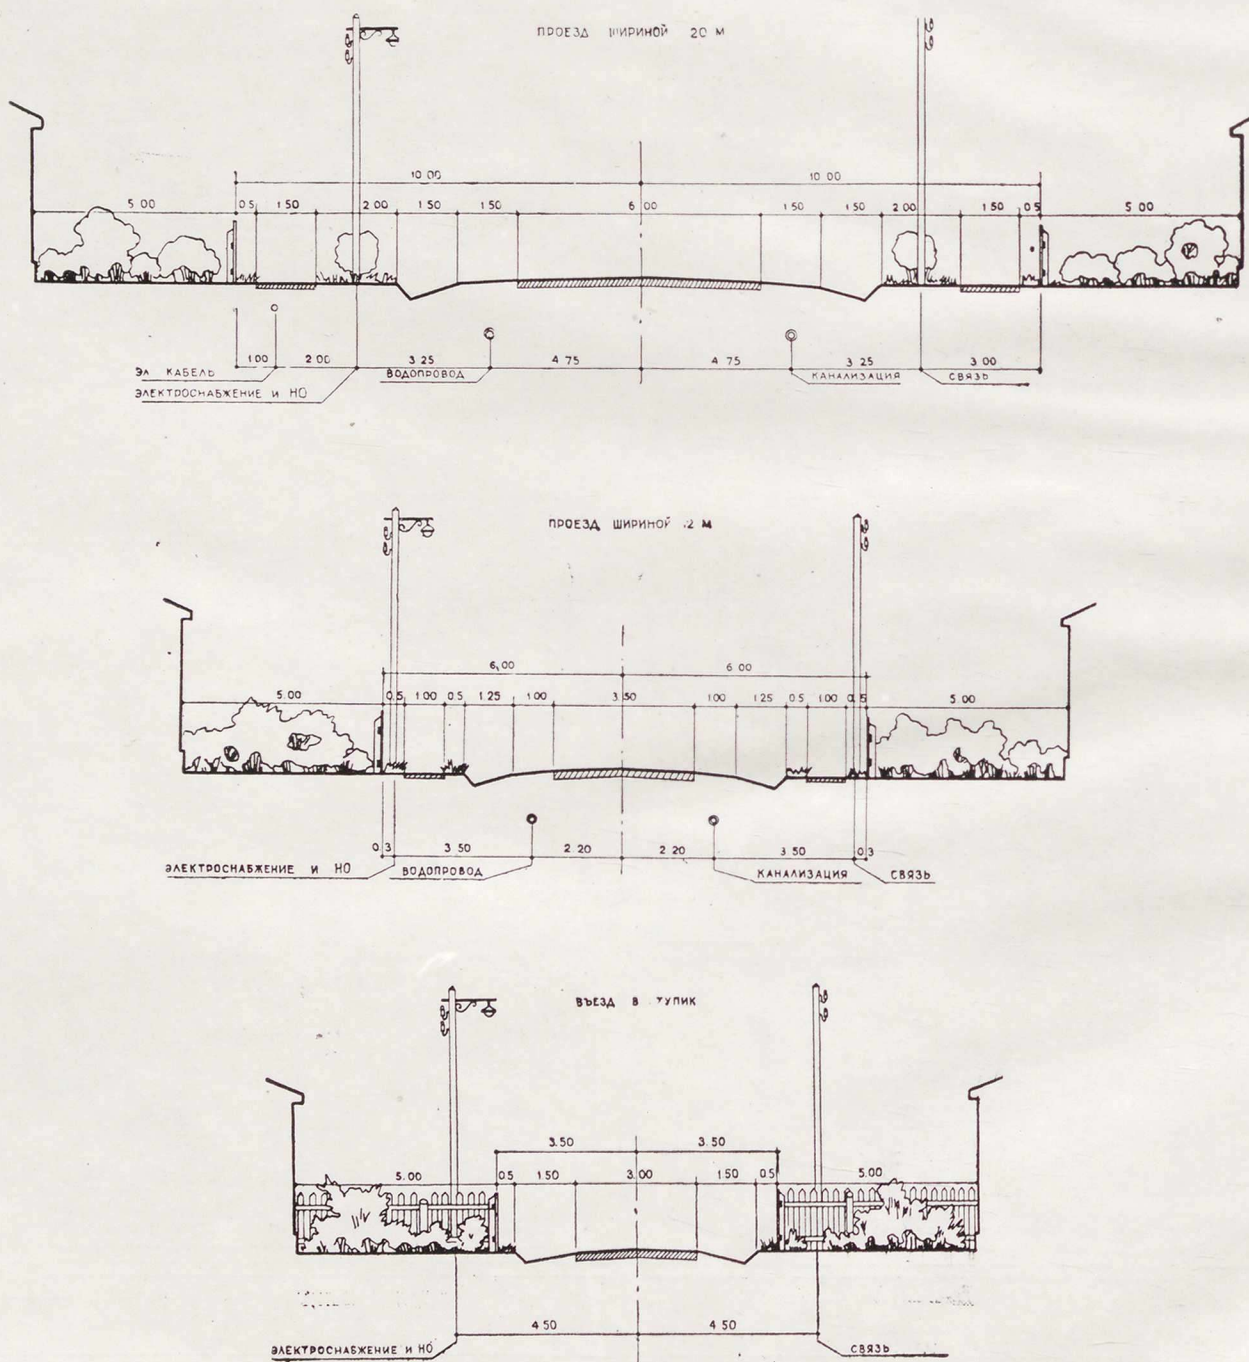 ПРОЕЗД ШИРИНОЙ 20 М
10 00 10 00
5 00 0 5 1 50 2 00 1 50 1 50 6 00 1 50 1 50 2 00 1 50 0 5 5 00
1 00 2 00 3 25 4 75 4 75 3 25 3 00
ЭЛ КАБЕЛЬ ВОДОПРОВОД КАНАЛИЗАЦИЯ СВЯЗЬ
ЭЛЕКТРОСНАБЖЕНИЕ И НО
ПРОЕЗД ШИРИНОЙ 2 М
6,00 6 00
5.00 0 5 1 00 0 5 1 25 1 00 3 50 1 00 1 25 0 5 1 00 0 5 5 00
0 3 3 50 2 20 2 20 3 50 0 3
ЭЛЕКТРОСНАБЖЕНИЕ И НО ВОДОПРОВОД КАНАЛИЗАЦИЯ СВЯЗЬ
ВЪЕЗД В ТУПИК
3.50 3.50
5.00 0 5 1 50 3.00 1 50 0 5 5.00
4 50 4 50
ЭЛЕКТРОСНАБЖЕНИЕ И НО СВЯЗЬ